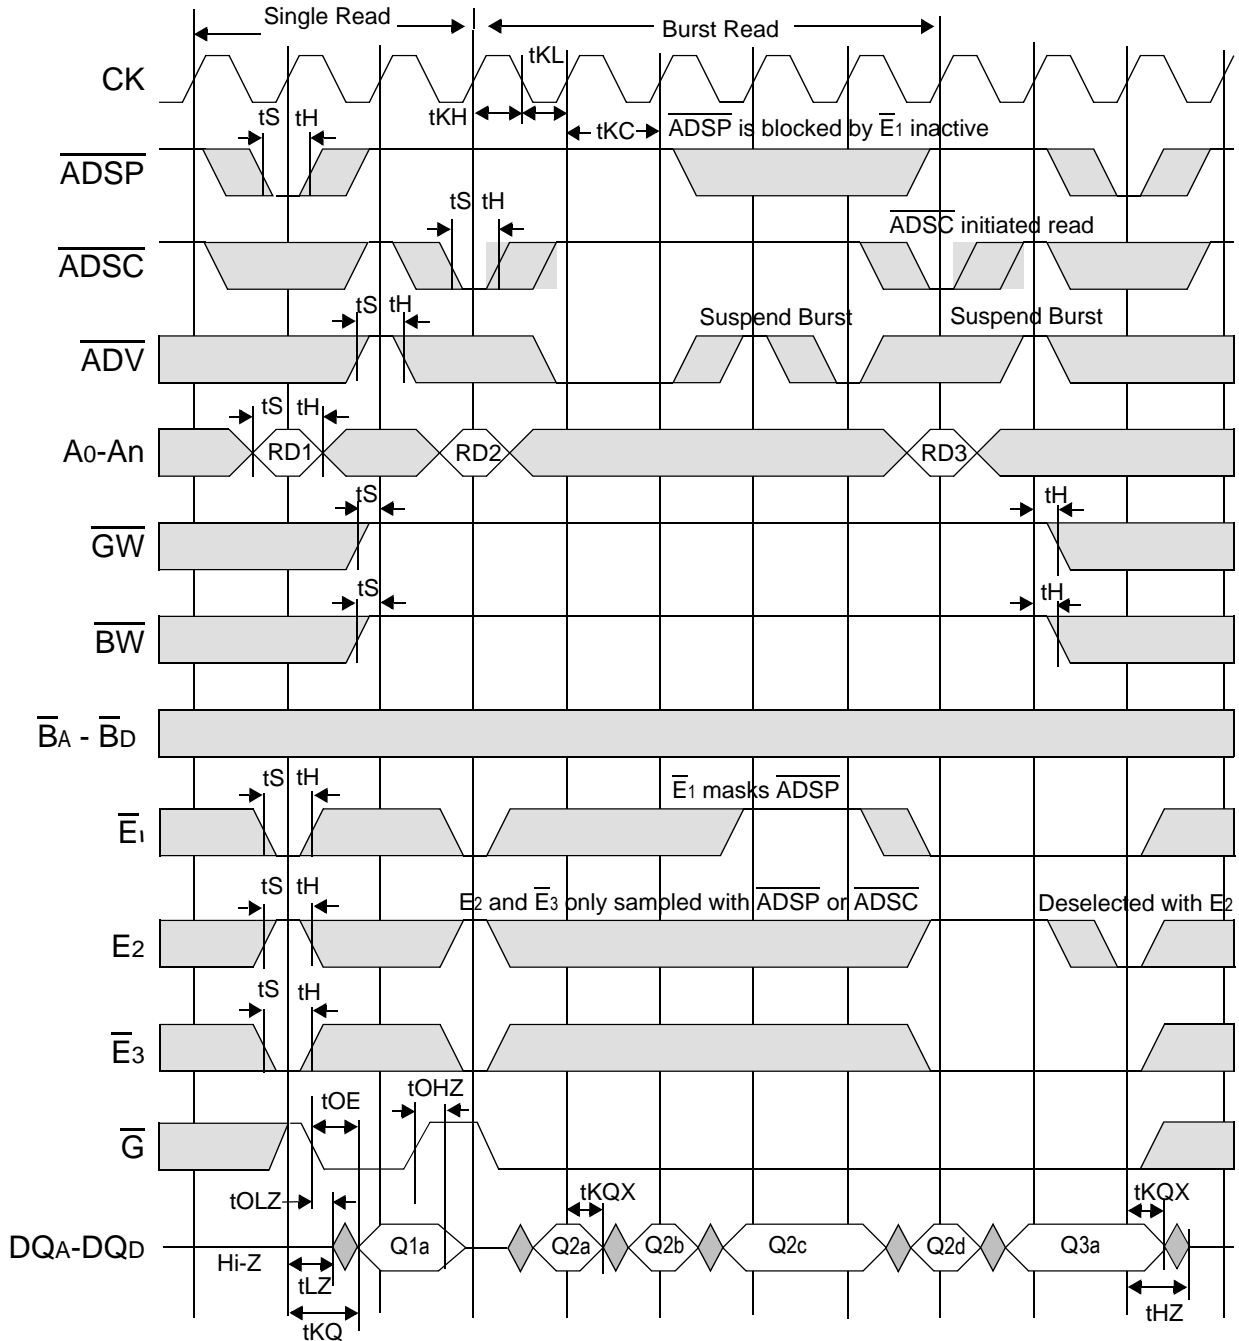 Single Read
Burst Read
CK
tKL
tKH
tKC
tS
tH
ADSP is blocked by E1 inactive
ADSP
tS
tH
ADSC initiated read
ADSC
tS
tH
Suspend Burst
Suspend Burst
ADV
tS
tH
A0-An
RD1
RD2
RD3
tS
tH
GW
tS
tH
BW
BA - BD
tS
tH
E1 masks ADSP
E1
tS
tH
E2 and E3 only sampled with ADSP or ADSC
Deselected with E2
E2
tS
tH
E3
tOE
tOHZ
G
tOLZ
tKQX
tKQX
DQA-DQD
Q1a
Q2a
Q2b
Q2c
Q2d
Q3a
Hi-Z
tLZ
tHZ
tKQ